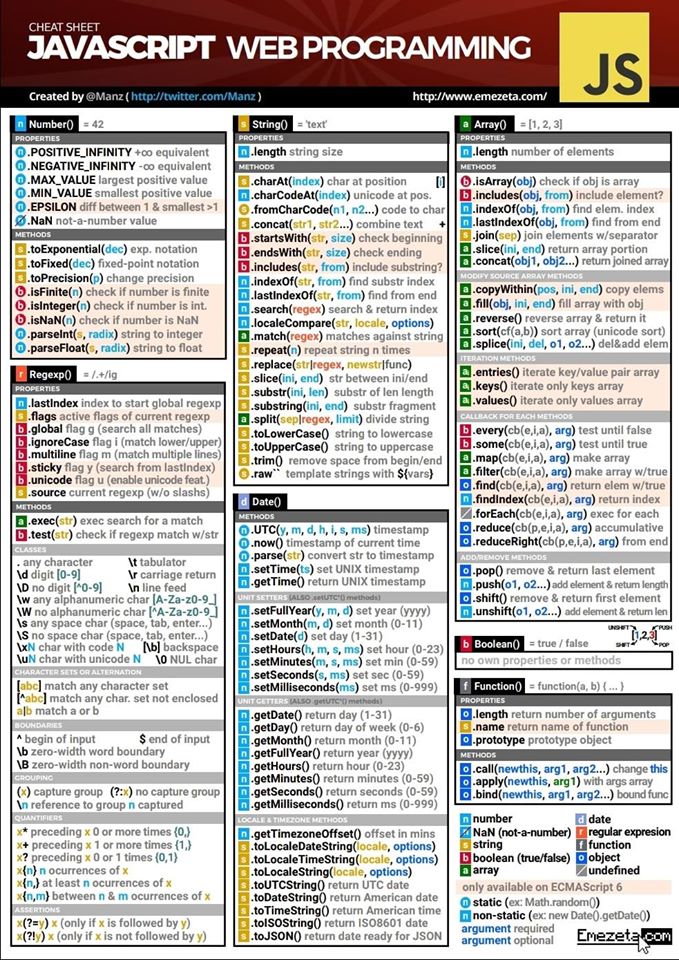 CHEAT SHEET
JAVASCRIPT WEB PROGRAMMING
JS
Created by @Manz ( http://twitter.com/Manz )
http://www.emezeta.com/
n Number() = 42
PROPERTIES
n .POSITIVE_INFINITY +∞ equivalent
n .NEGATIVE_INFINITY -∞ equivalent
n .MAX_VALUE largest positive value
n .MIN_VALUE smallest positive value
n .EPSILON diff between 1 & smallest >1
.NaN not-a-number value
METHODS
s .toExponential(dec) exp. notation
s .toFixed(dec) fixed-point notation
s .toPrecision(p) change precision
b .isFinite(n) check if number is finite
b .isInteger(n) check if number is int.
b .isNaN(n) check if number is NaN
n .parseInt(s, radix) string to integer
n .parseFloat(s, radix) string to float
r Regexp() = /.+/ig
PROPERTIES
n .lastIndex index to start global regexp
s .flags active flags of current regexp
b .global flag g (search all matches)
b .ignoreCase flag i (match lower/upper)
b .multiline flag m (match multiple lines)
b .sticky flag y (search from lastIndex)
b .unicode flag u (enable unicode feat.)
s .source current regexp (w/o slashs)
METHODS
a .exec(str) exec search for a match
b .test(str) check if regexp match w/str
CLASSES
. any character \t tabulator
\d digit [0-9] \r carriage return
\D no digit [^0-9] \n line feed
\w any alphanumeric char [A-Za-z0-9_]
\W no alphanumeric char [^A-Za-z0-9_]
\s any space char (space, tab, enter...)
\S no space char (space, tab, enter...)
\xN char with code N [\b] backspace
\uN char with unicode N \0 NUL char
CHARACTER SETS OR ALTERNATION
[abc] match any character set
[^abc] match any char. set not enclosed
a|b match a or b
BOUNDARIES
^ begin of input $ end of input
\b zero-width word boundary
\B zero-width non-word boundary
GROUPING
(x) capture group (?:x) no capture group
\n reference to group n captured
QUANTIFIERS
x* preceding x 0 or more times {0,}
x+ preceding x 1 or more times {1,}
x? preceding x 0 or 1 times {0,1}
x{n} n ocurrences of x
x{n,} at least n ocurrences of x
x{n,m} between n & m ocurrences of x
ASSERTIONS
x(?=y) x (only if x is followed by y)
x(?!y) x (only if x is not followed by y)
s String() = 'text'
PROPERTIES
n .length string size
METHODS
s .charAt(index) char at position [i]
n .charCodeAt(index) unicode at pos.
s .fromCharCode(n1, n2...) code to char
s .concat(str1, str2...) combine text +
b .startsWith(str, size) check beginning
b .endsWith(str, size) check ending
b .includes(str, from) include substring?
n .indexOf(str, from) find substr index
n .lastIndexOf(str, from) find from end
n .search(regex) search & return index
n .localeCompare(str, locale, options)
a .match(regex) matches against string
s .repeat(n) repeat string n times
s .replace(str|regex, newstr|func)
s .slice(ini, end) str between ini/end
s .substr(ini, len) substr of len length
s .substring(ini, end) substr fragment
a .split(sep|regex, limit) divide string
s .toLowerCase() string to lowercase
s .toUpperCase() string to uppercase
s .trim() remove space from begin/end
s .raw`` template strings with ${vars}
d Date()
METHODS
n .UTC(y, m, d, h, i, s, ms) timestamp
n .now() timestamp of current time
n .parse(str) convert str to timestamp
n .setTime(ts) set UNIX timestamp
n .getTime() return UNIX timestamp
UNIT SETTERS (ALSO .setUTC*() methods)
n .setFullYear(y, m, d) set year (yyyy)
n .setMonth(m, d) set month (0-11)
n .setDate(d) set day (1-31)
n .setHours(h, m, s, ms) set hour (0-23)
n .setMinutes(m, s, ms) set min (0-59)
n .setSeconds(s, ms) set sec (0-59)
n .setMilliseconds(ms) set ms (0-999)
UNIT GETTERS (ALSO .getUTC*() methods)
n .getDate() return day (1-31)
n .getDay() return day of week (0-6)
n .getMonth() return month (0-11)
n .getFullYear() return year (yyyy)
n .getHours() return hour (0-23)
n .getMinutes() return minutes (0-59)
n .getSeconds() return seconds (0-59)
n .getMilliseconds() return ms (0-999)
LOCALE & TIMEZONE METHODS
n .getTimezoneOffset() offset in mins
s .toLocaleDateString(locale, options)
s .toLocaleTimeString(locale, options)
s .toLocaleString(locale, options)
s .toUTCString() return UTC date
s .toDateString() return American date
s .toTimeString() return American time
s .toISOString() return ISO8601 date
s .toJSON() return date ready for JSON
a Array() = [1, 2, 3]
PROPERTIES
n .length number of elements
METHODS
b .isArray(obj) check if obj is array
b .includes(obj, from) include element?
n .indexOf(obj, from) find elem. index
n .lastIndexOf(obj, from) find from end
s .join(sep) join elements w/separator
a .slice(ini, end) return array portion
a .concat(obj1, obj2...) return joined array
MODIFY SOURCE ARRAY METHODS
a .copyWithin(pos, ini, end) copy elems
a .fill(obj, ini, end) fill array with obj
a .reverse() reverse array & return it
a .sort(cf(a,b)) sort array (unicode sort)
a .splice(ini, del, o1, o2...) del&add elem
ITERATION METHODS
a .entries() iterate key/value pair array
a .keys() iterate only keys array
a .values() iterate only values array
CALLBACK FOR EACH METHODS
b .every(cb(e,i,a), arg) test until false
b .some(cb(e,i,a), arg) test until true
a .map(cb(e,i,a), arg) make array
a .filter(cb(e,i,a), arg) make array w/true
o .find(cb(e,i,a), arg) return elem w/true
n .findIndex(cb(e,i,a), arg) return index
.forEach(cb(e,i,a), arg) exec for each
o .reduce(cb(p,e,i,a), arg) accumulative
o .reduceRight(cb(p,e,i,a), arg) from end
ADD/REMOVE METHODS
o .pop() remove & return last element
n .push(o1, o2...) add element & return length
o .shift() remove & return first element
n .unshift(o1, o2...) add element & return len
UNSHIFT PUSH
[1,2,3]
SHIFT POP
b Boolean() = true / false
no own properties or methods
f Function() = function(a, b) { ... }
PROPERTIES
o .length return number of arguments
s .name return name of function
o .prototype prototype object
METHODS
o .call(newthis, arg1, arg2...) change this
o .apply(newthis, arg1) with args array
o .bind(newthis, arg1, arg2...) bound func
n number d date
NaN (not-a-number) r regular expresion
s string f function
b boolean (true/false) o object
a array undefined
only available on ECMAScript 6
n static (ex: Math.random())
n non-static (ex: new Date().getDate())
argument required
argument optional
Emezeta.com